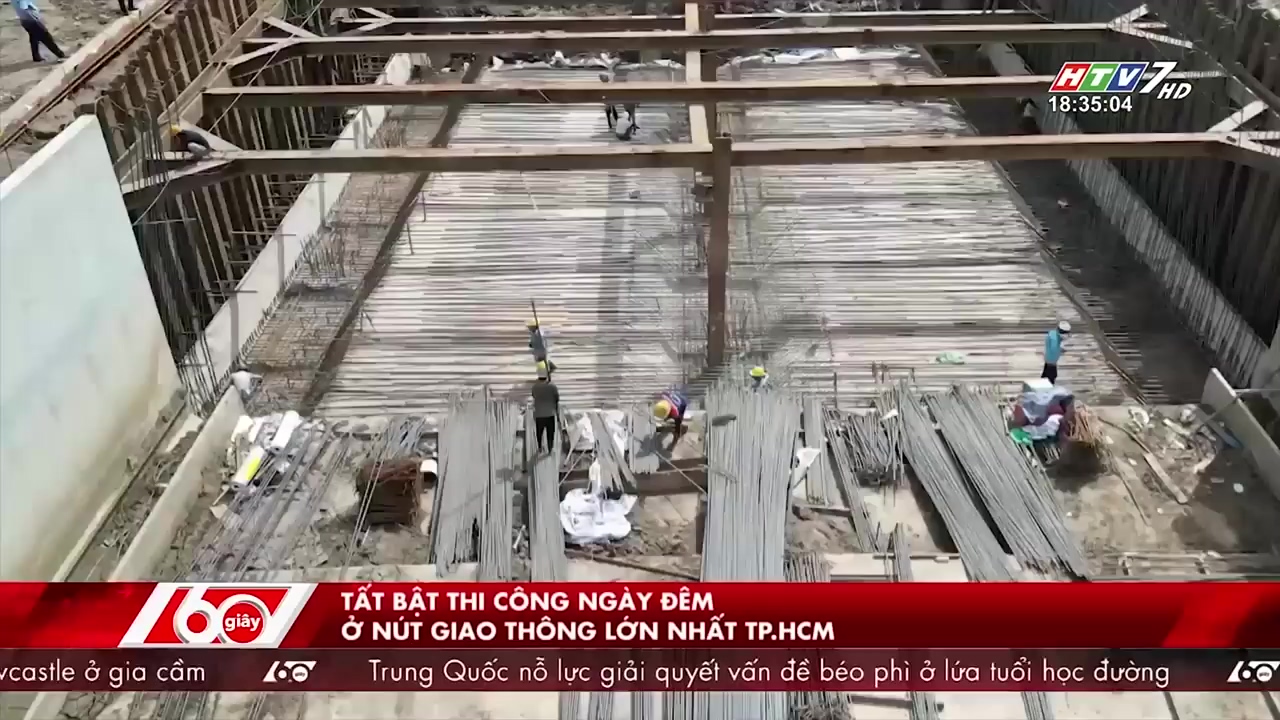 HTV7 HD
18:35:04
60 giây
TẤT BẬT THI CÔNG NGÀY ĐÊM
Ở NÚT GIAO THÔNG LỚN NHẤT TP.HCM
wcastle ở gia cầm 60 giây Trung Quốc nỗ lực giải quyết vấn đề béo phì ở lứa tuổi học đường 60